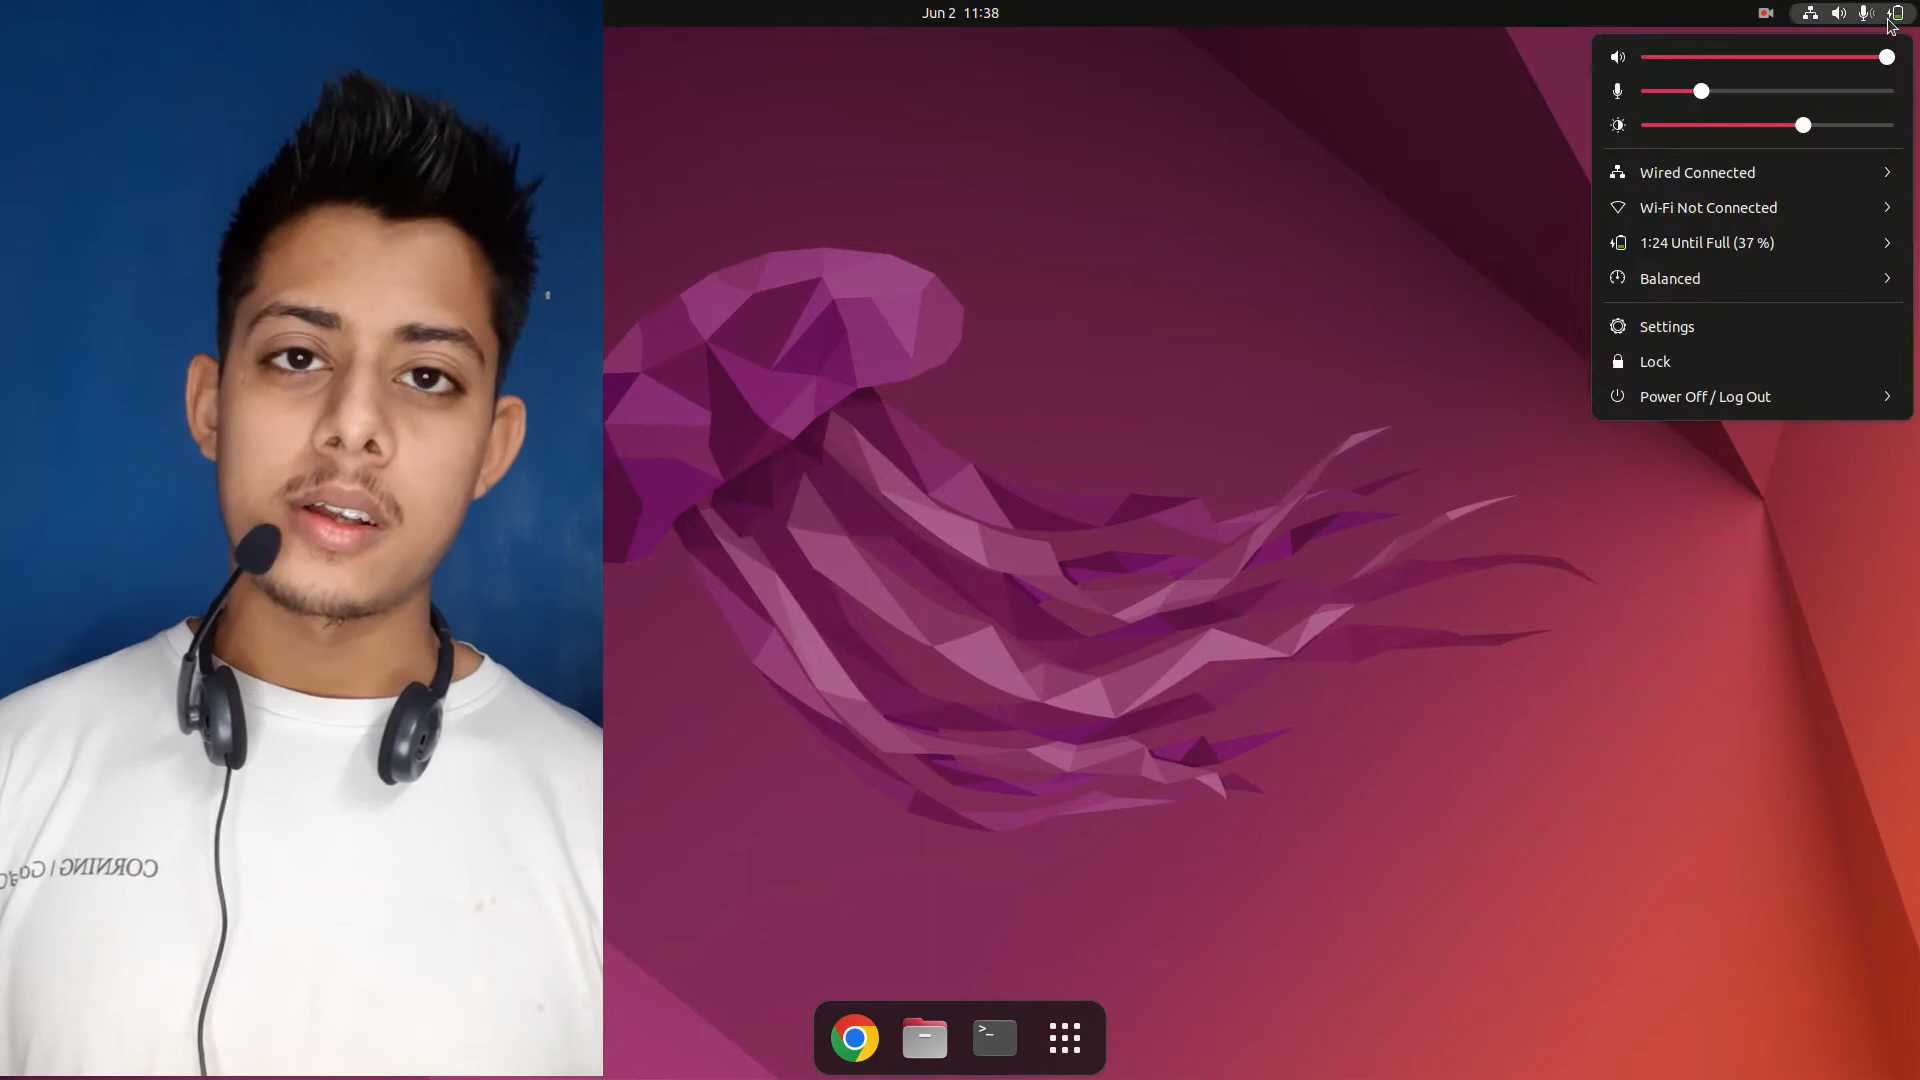 Jun 2 11:38
Wired Connected
Wi-Fi Not Connected
1:24 Until Full (37 %)
Balanced
Settings
Lock
Power Off / Log Out
>_
CORNING |